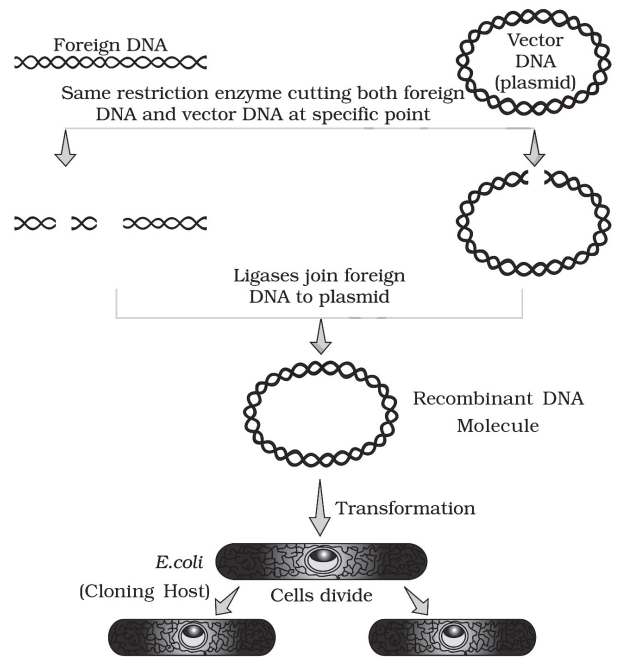 Foreign DNA
Vector
DNA
(plasmid)
Same restriction enzyme cutting both foreign
DNA and vector DNA at specific point
Ligases join foreign
DNA to plasmid
Recombinant DNA
Molecule
Transformation
E.coli
(Cloning Host)
Cells divide